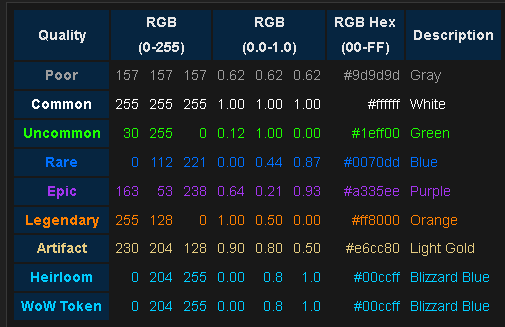 Quality RGB (0-255) RGB (0.0-1.0) RGB Hex (00-FF) Description
Poor 157 157 157 0.62 0.62 0.62 #9d9d9d Gray
Common 255 255 255 1.00 1.00 1.00 #ffffff White
Uncommon 30 255 0 0.12 1.00 0.00 #1eff00 Green
Rare 0 112 221 0.00 0.44 0.87 #0070dd Blue
Epic 163 53 238 0.64 0.21 0.93 #a335ee Purple
Legendary 255 128 0 1.00 0.50 0.00 #ff8000 Orange
Artifact 230 204 128 0.90 0.80 0.50 #e6cc80 Light Gold
Heirloom 0 204 255 0.00 0.8 1.0 #00ccff Blizzard Blue
WoW Token 0 204 255 0.00 0.8 1.0 #00ccff Blizzard Blue